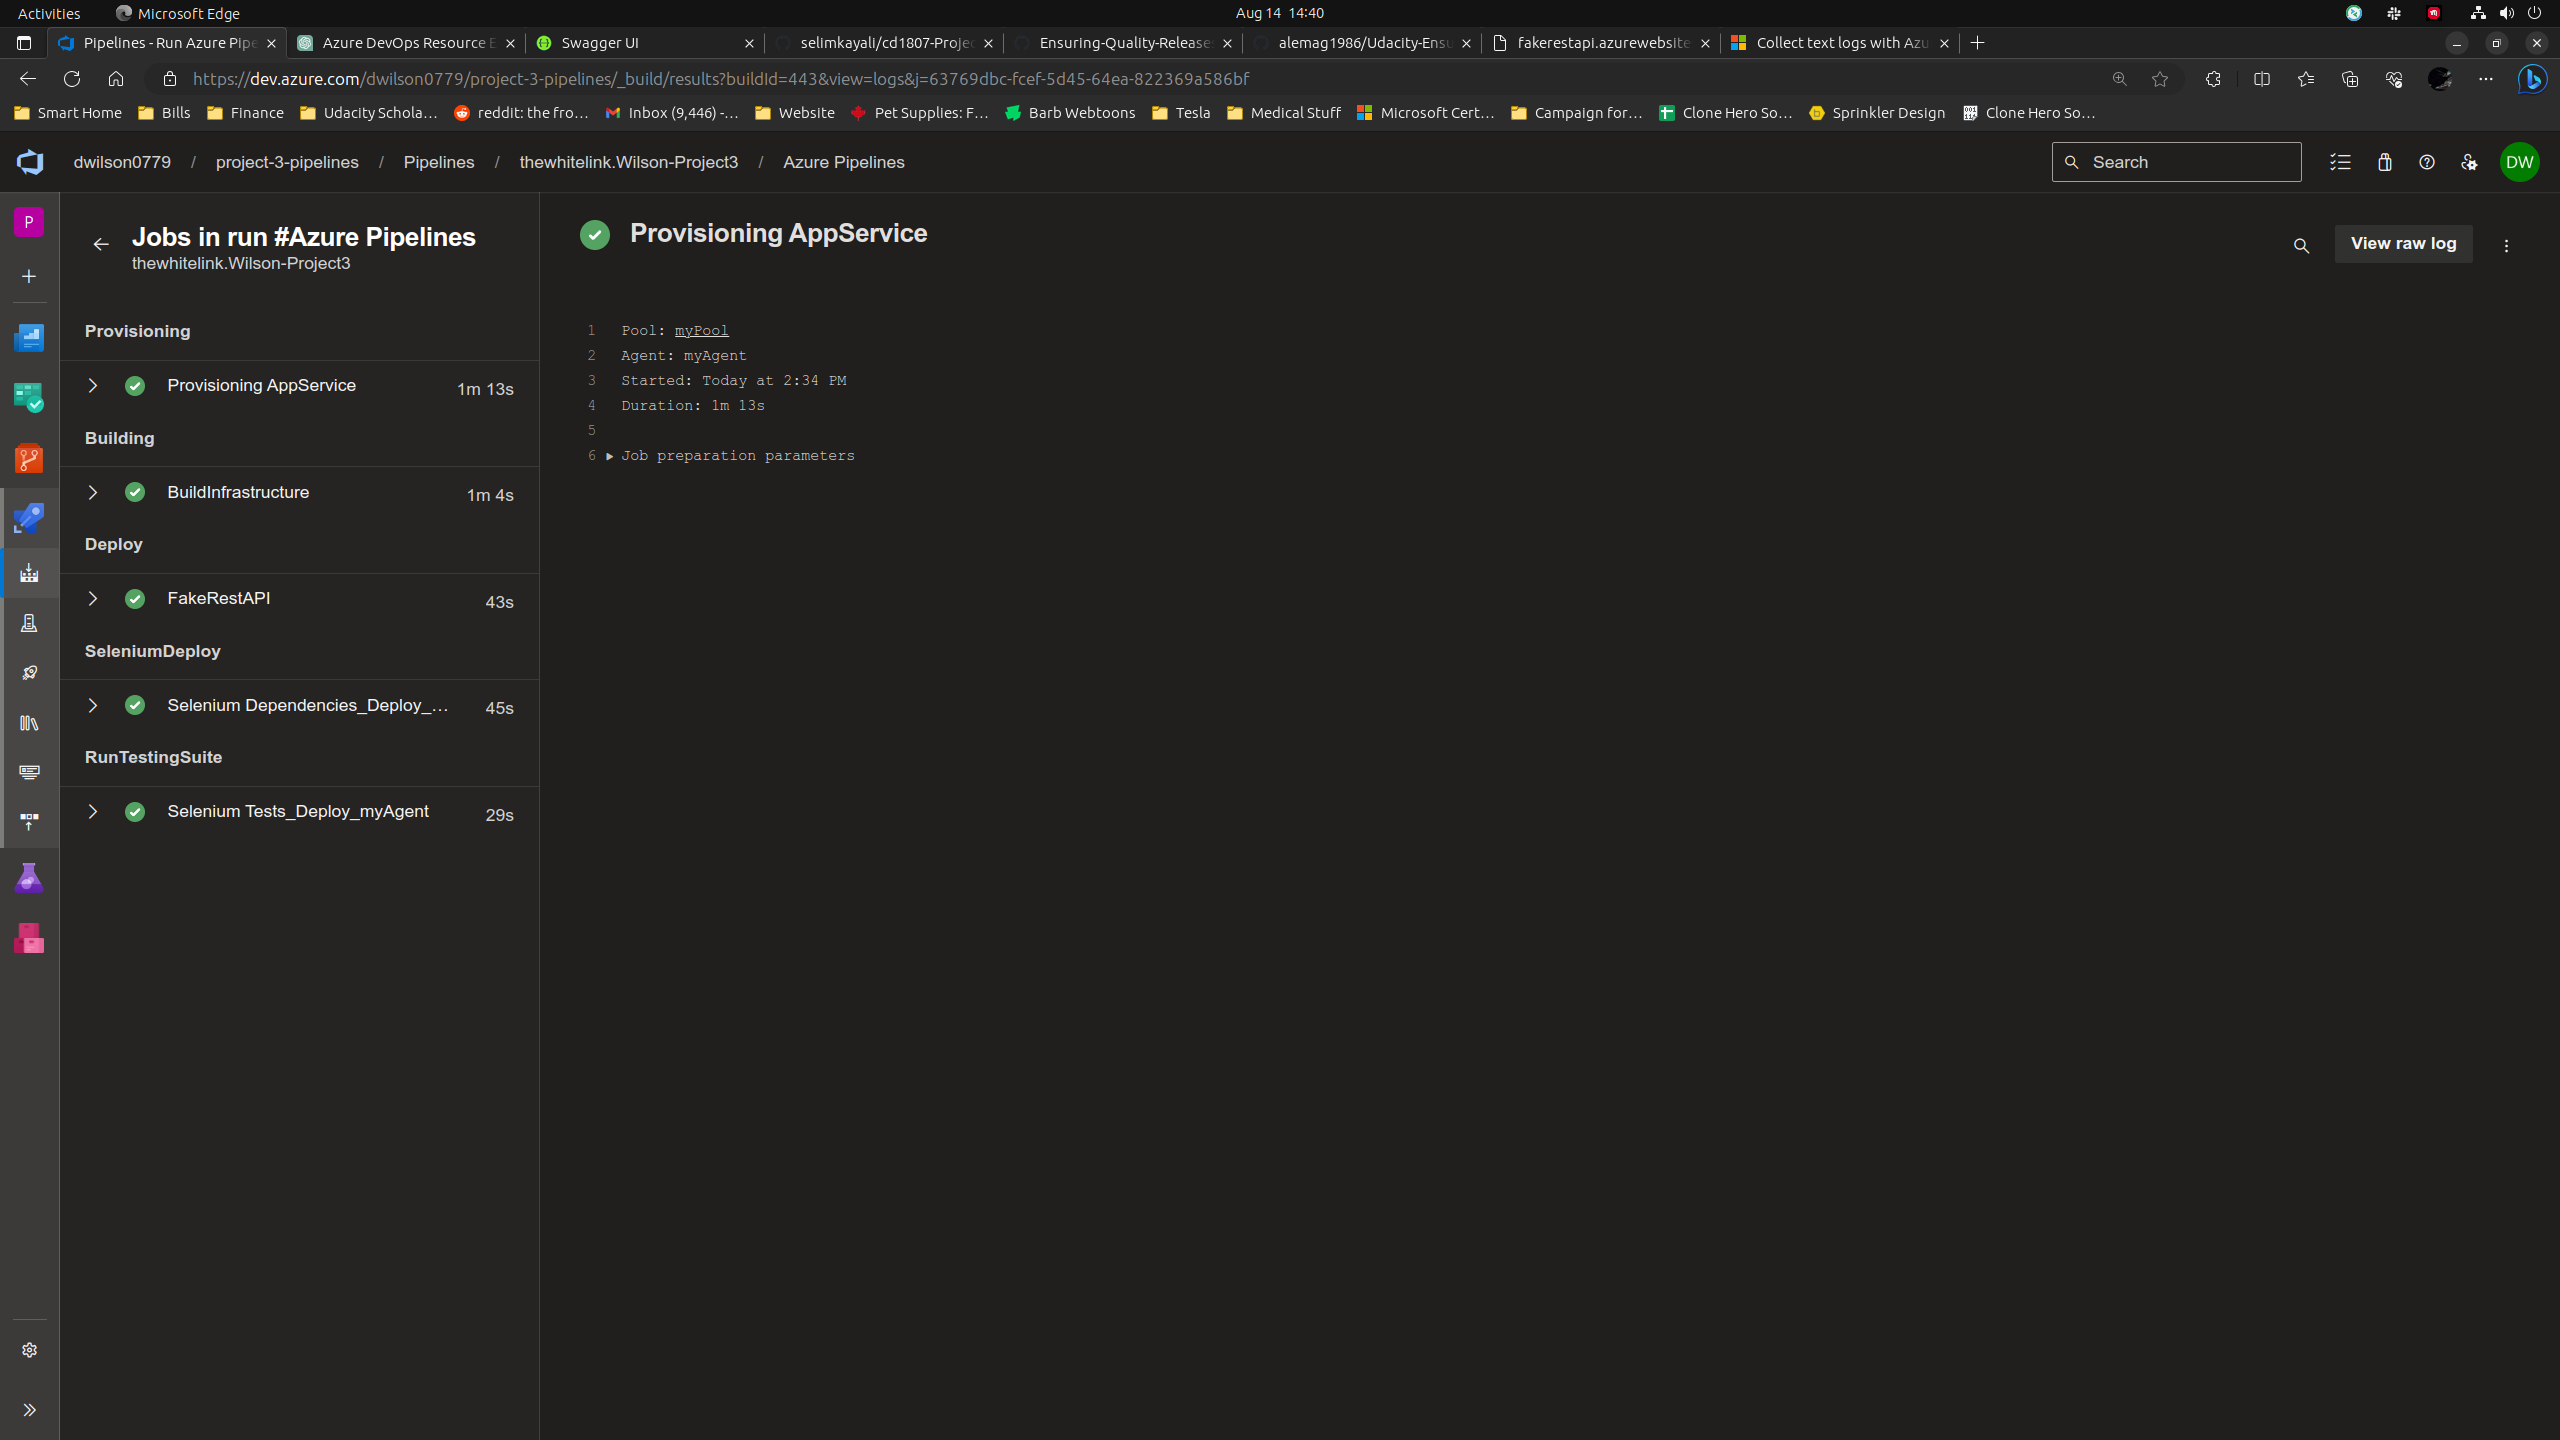 Activities Microsoft Edge Aug 14 14:40
Pipelines - Run Azure Pipe Azure DevOps Resource E Swagger UI selimkayali/cd1807-Projec Ensuring-Quality-Release alemag1986/Udacity-Ensu fakerestapi.azurewebsite Collect text logs with Azu
https://dev.azure.com/dwilson0779/project-3-pipelines/_build/results?buildId=443&view=logs&j=63769dbc-fcef-5d45-64ea-822369a586bf
Smart Home Bills Finance Udacity Schola... reddit: the fro... Inbox (9,446) -... Website Pet Supplies: F... Barb Webtoons Tesla Medical Stuff Microsoft Cert... Campaign for... Clone Hero So... Sprinkler Design Clone Hero So...
dwilson0779 / project-3-pipelines / Pipelines / thewhitelink.Wilson-Project3 / Azure Pipelines Search DW
P
Jobs in run #Azure Pipelines
thewhitelink.Wilson-Project3
Provisioning
Provisioning AppService 1m 13s
Building
BuildInfrastructure 1m 4s
Deploy
FakeRestAPI 43s
SeleniumDeploy
Selenium Dependencies_Deploy_... 45s
RunTestingSuite
Selenium Tests_Deploy_myAgent 29s
Provisioning AppService View raw log
1 Pool: myPool
2 Agent: myAgent
3 Started: Today at 2:34 PM
4 Duration: 1m 13s
5
6 Job preparation parameters